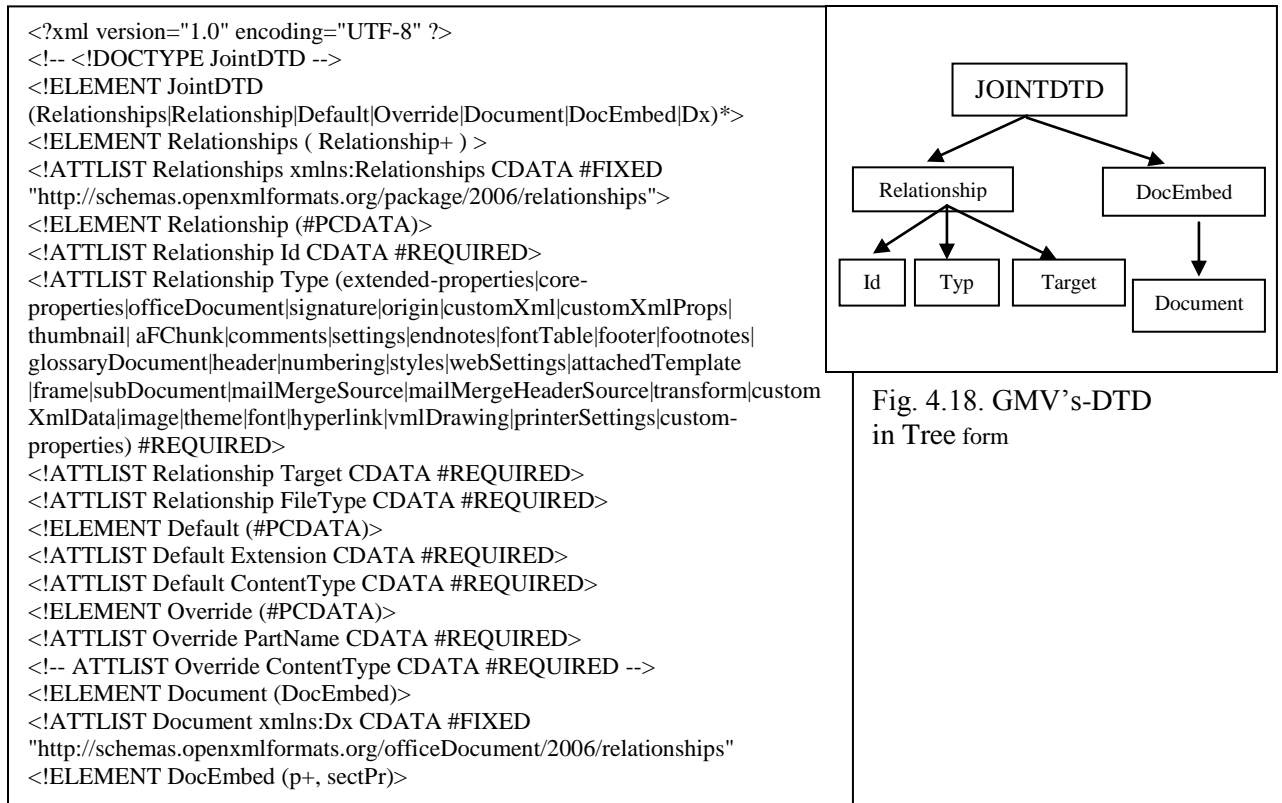 <?xml version="1.0" encoding="UTF-8" ?>
<!-- <!DOCTYPE JointDTD -->
<!ELEMENT JointDTD
(Relationships|Relationship|Default|Override|Document|DocEmbed|Dx)*>
<!ELEMENT Relationships ( Relationship+ ) >
<!ATTLIST Relationships xmlns:Relationships CDATA #FIXED
"http://schemas.openxmlformats.org/package/2006/relationships">
<!ELEMENT Relationship (#PCDATA)>
<!ATTLIST Relationship Id CDATA #REQUIRED>
<!ATTLIST Relationship Type (extended-properties|core-
properties|officeDocument|signature|origin|customXml|customXmlProps|
thumbnail| aFChunk|comments|settings|endnotes|fontTable|footer|footnotes|
glossaryDocument|header|numbering|styles|webSettings|attachedTemplate
|frame|subDocument|mailMergeSource|mailMergeHeaderSource|transform|custom
XmlData|image|theme|font|hyperlink|vmlDrawing|printerSettings|custom-
properties) #REQUIRED>
<!ATTLIST Relationship Target CDATA #REQUIRED>
<!ATTLIST Relationship FileType CDATA #REQUIRED>
<!ELEMENT Default (#PCDATA)>
<!ATTLIST Default Extension CDATA #REQUIRED>
<!ATTLIST Default ContentType CDATA #REQUIRED>
<!ELEMENT Override (#PCDATA)>
<!ATTLIST Override PartName CDATA #REQUIRED>
<!-- ATTLIST Override ContentType CDATA #REQUIRED -->
<!ELEMENT Document (DocEmbed)>
<!ATTLIST Document xmlns:Dx CDATA #FIXED
"http://schemas.openxmlformats.org/officeDocument/2006/relationships"
<!ELEMENT DocEmbed (p+, sectPr)>
JOINTDTD
Relationship
DocEmbed
Id
Typ
Target
Document
Fig. 4.18. GMV's-DTD
in Tree form